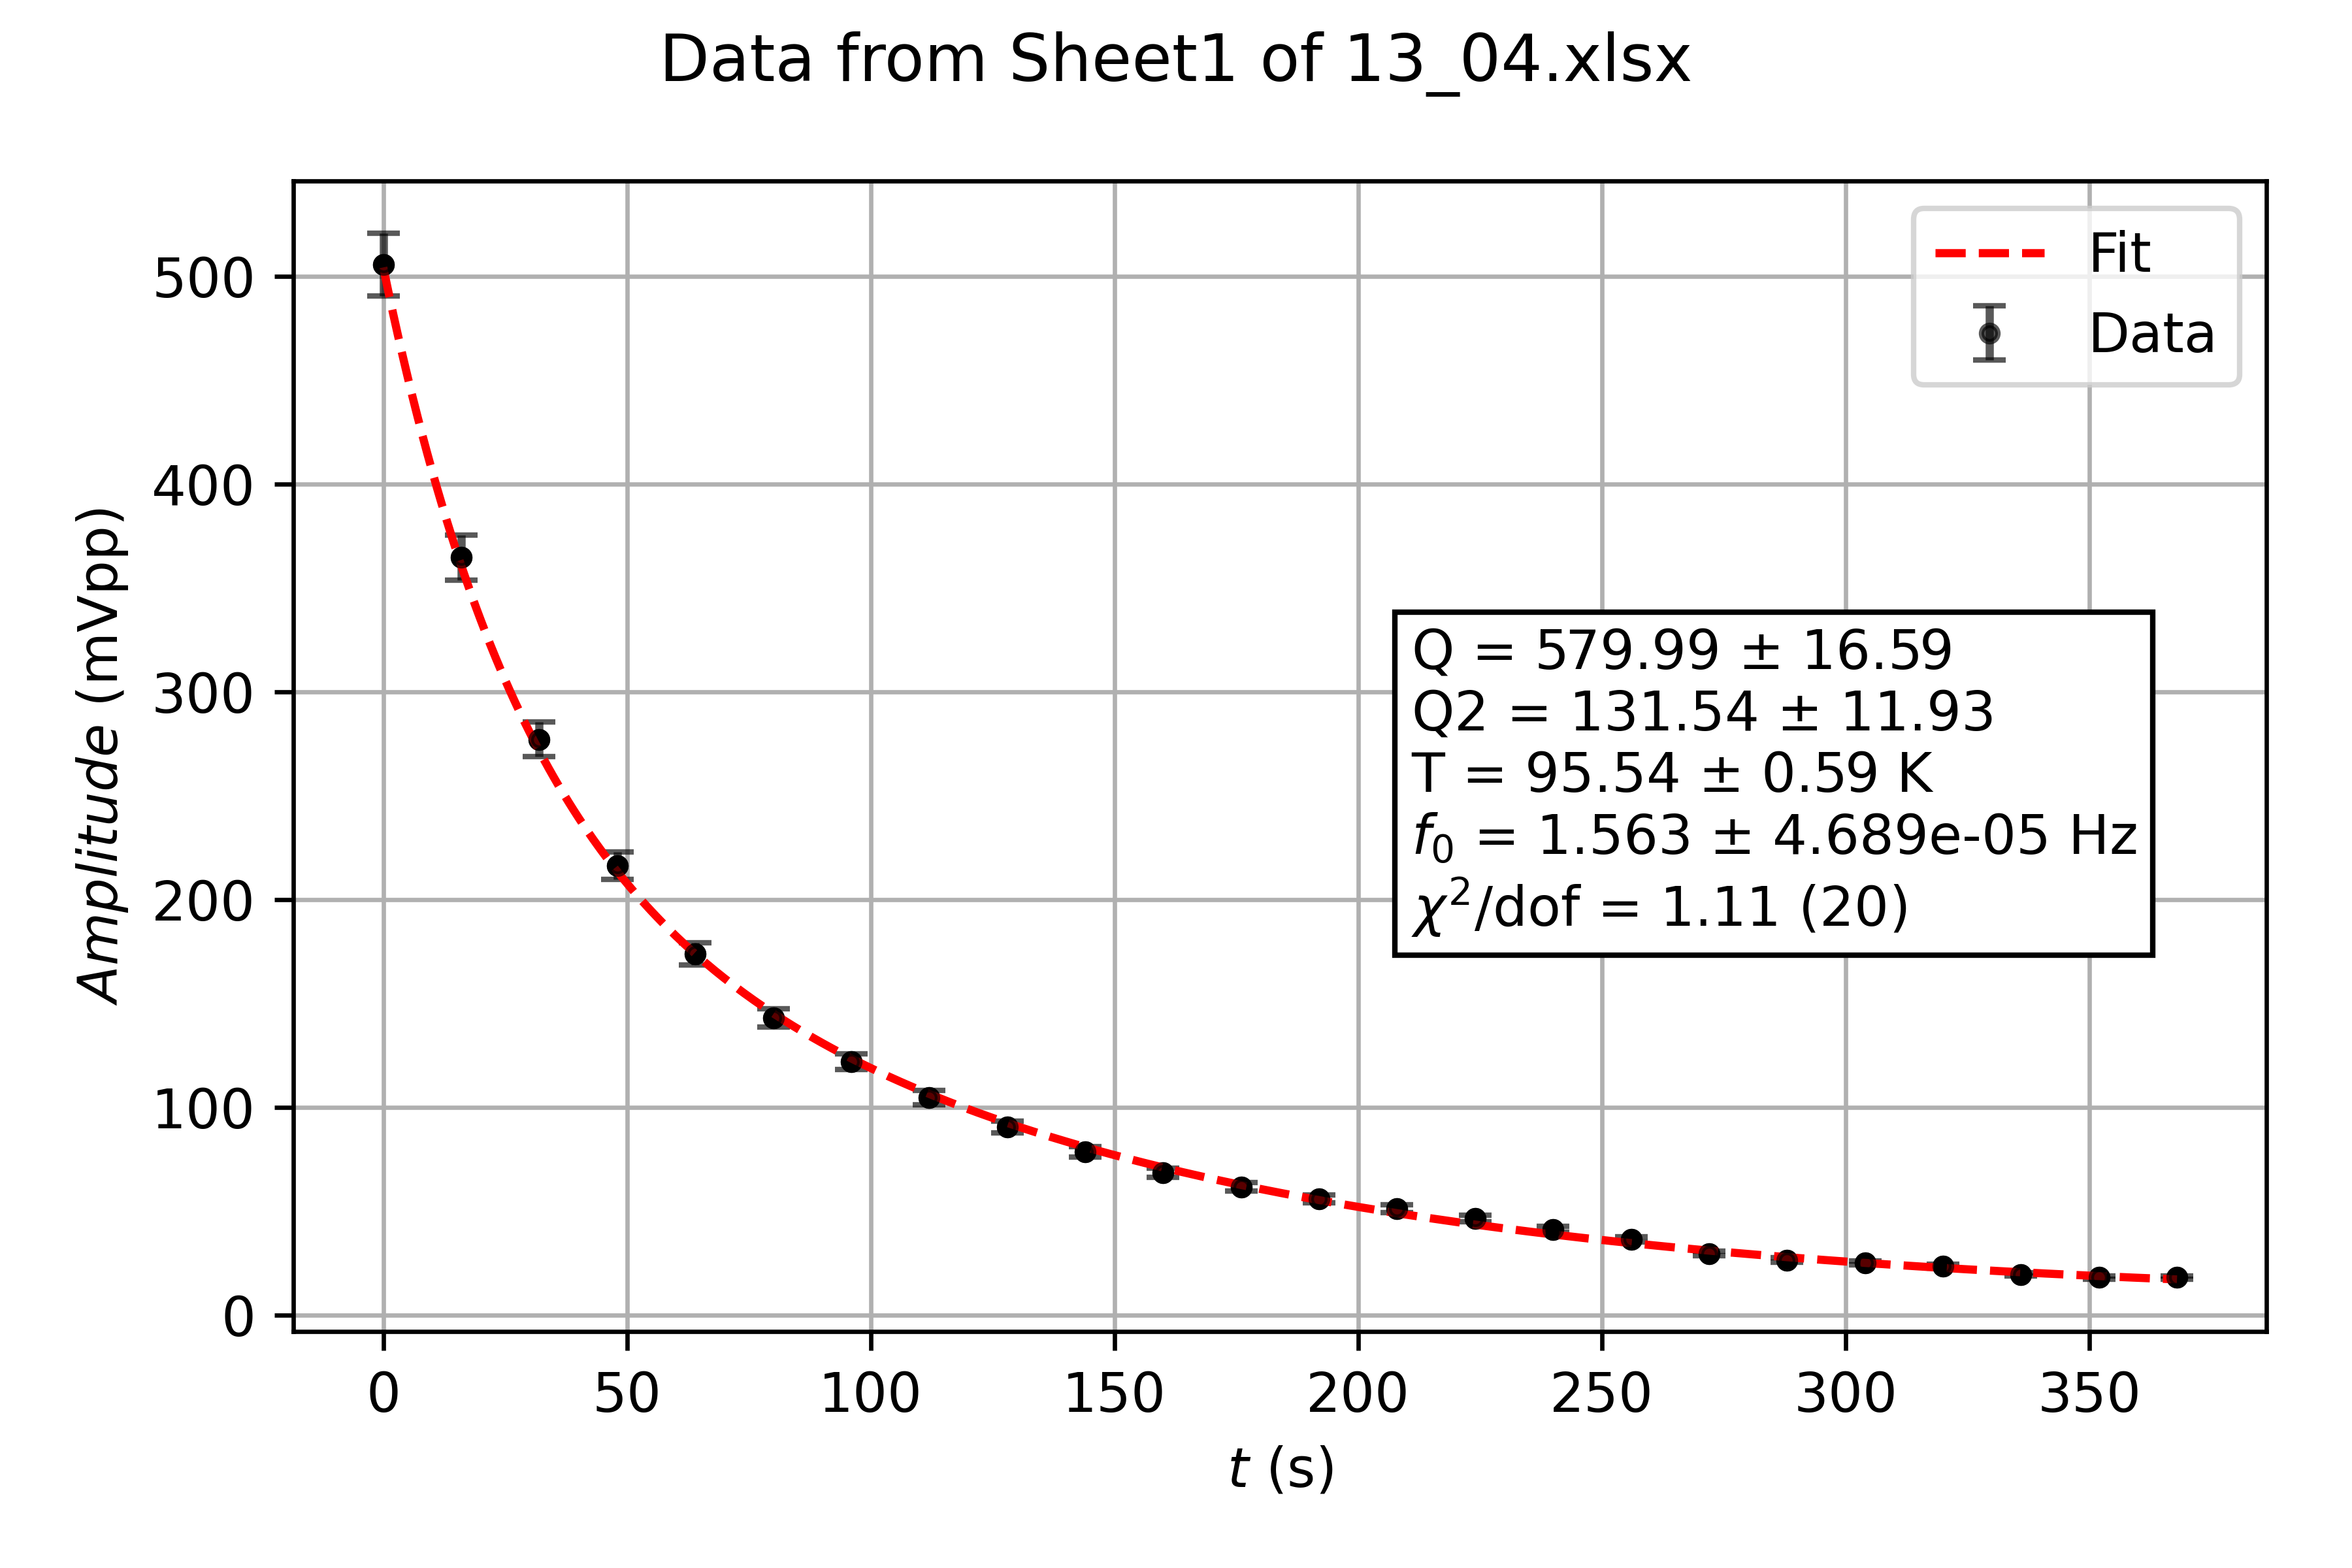 Data from Sheet1 of 13_04.xlsx
Fit
Data
500
400
300
200
100
0
Amplitude (mVpp)
Q = 579.99 ± 16.59
Q2 = 131.54 ± 11.93
T = 95.54 ± 0.59 K
f₀ = 1.563 ± 4.689e-05 Hz
χ²/dof = 1.11 (20)
0 50 100 150 200 250 300 350
t (s)